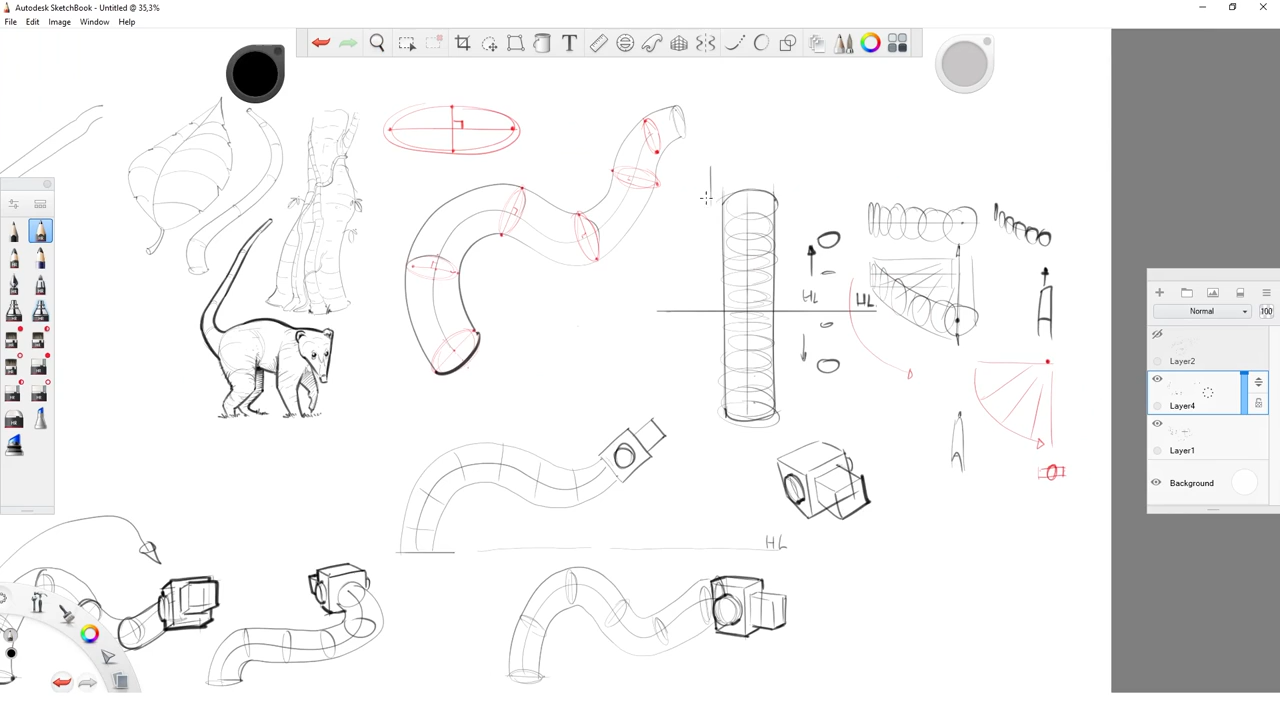 Autodesk SketchBook - Untitled @ 35,3%
File Edit Image Window Help
T
HL
HL
HL
Normal 100
Layer2
Layer4
Layer1
Background